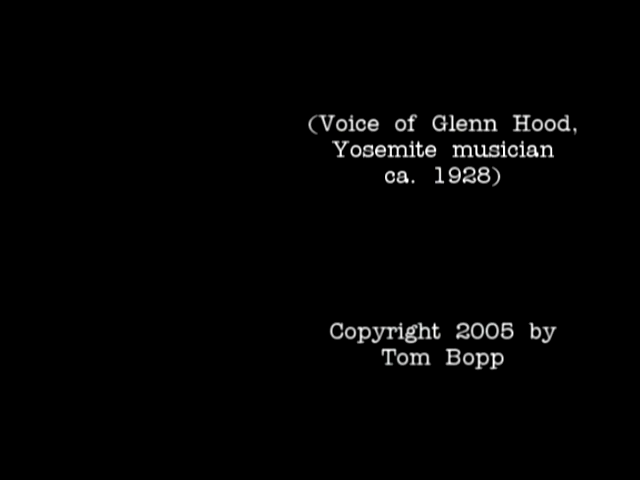 (Voice of Glenn Hood,
Yosemite musician
ca. 1928)
Copyright 2005 by
Tom Bopp